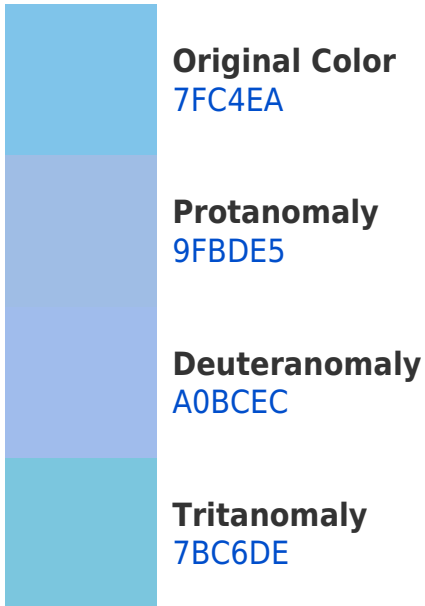 Original Color
7FC4EA
Protanomaly
9FBDE5
Deuteranomaly
A0BCEC
Tritanomaly
7BC6DE